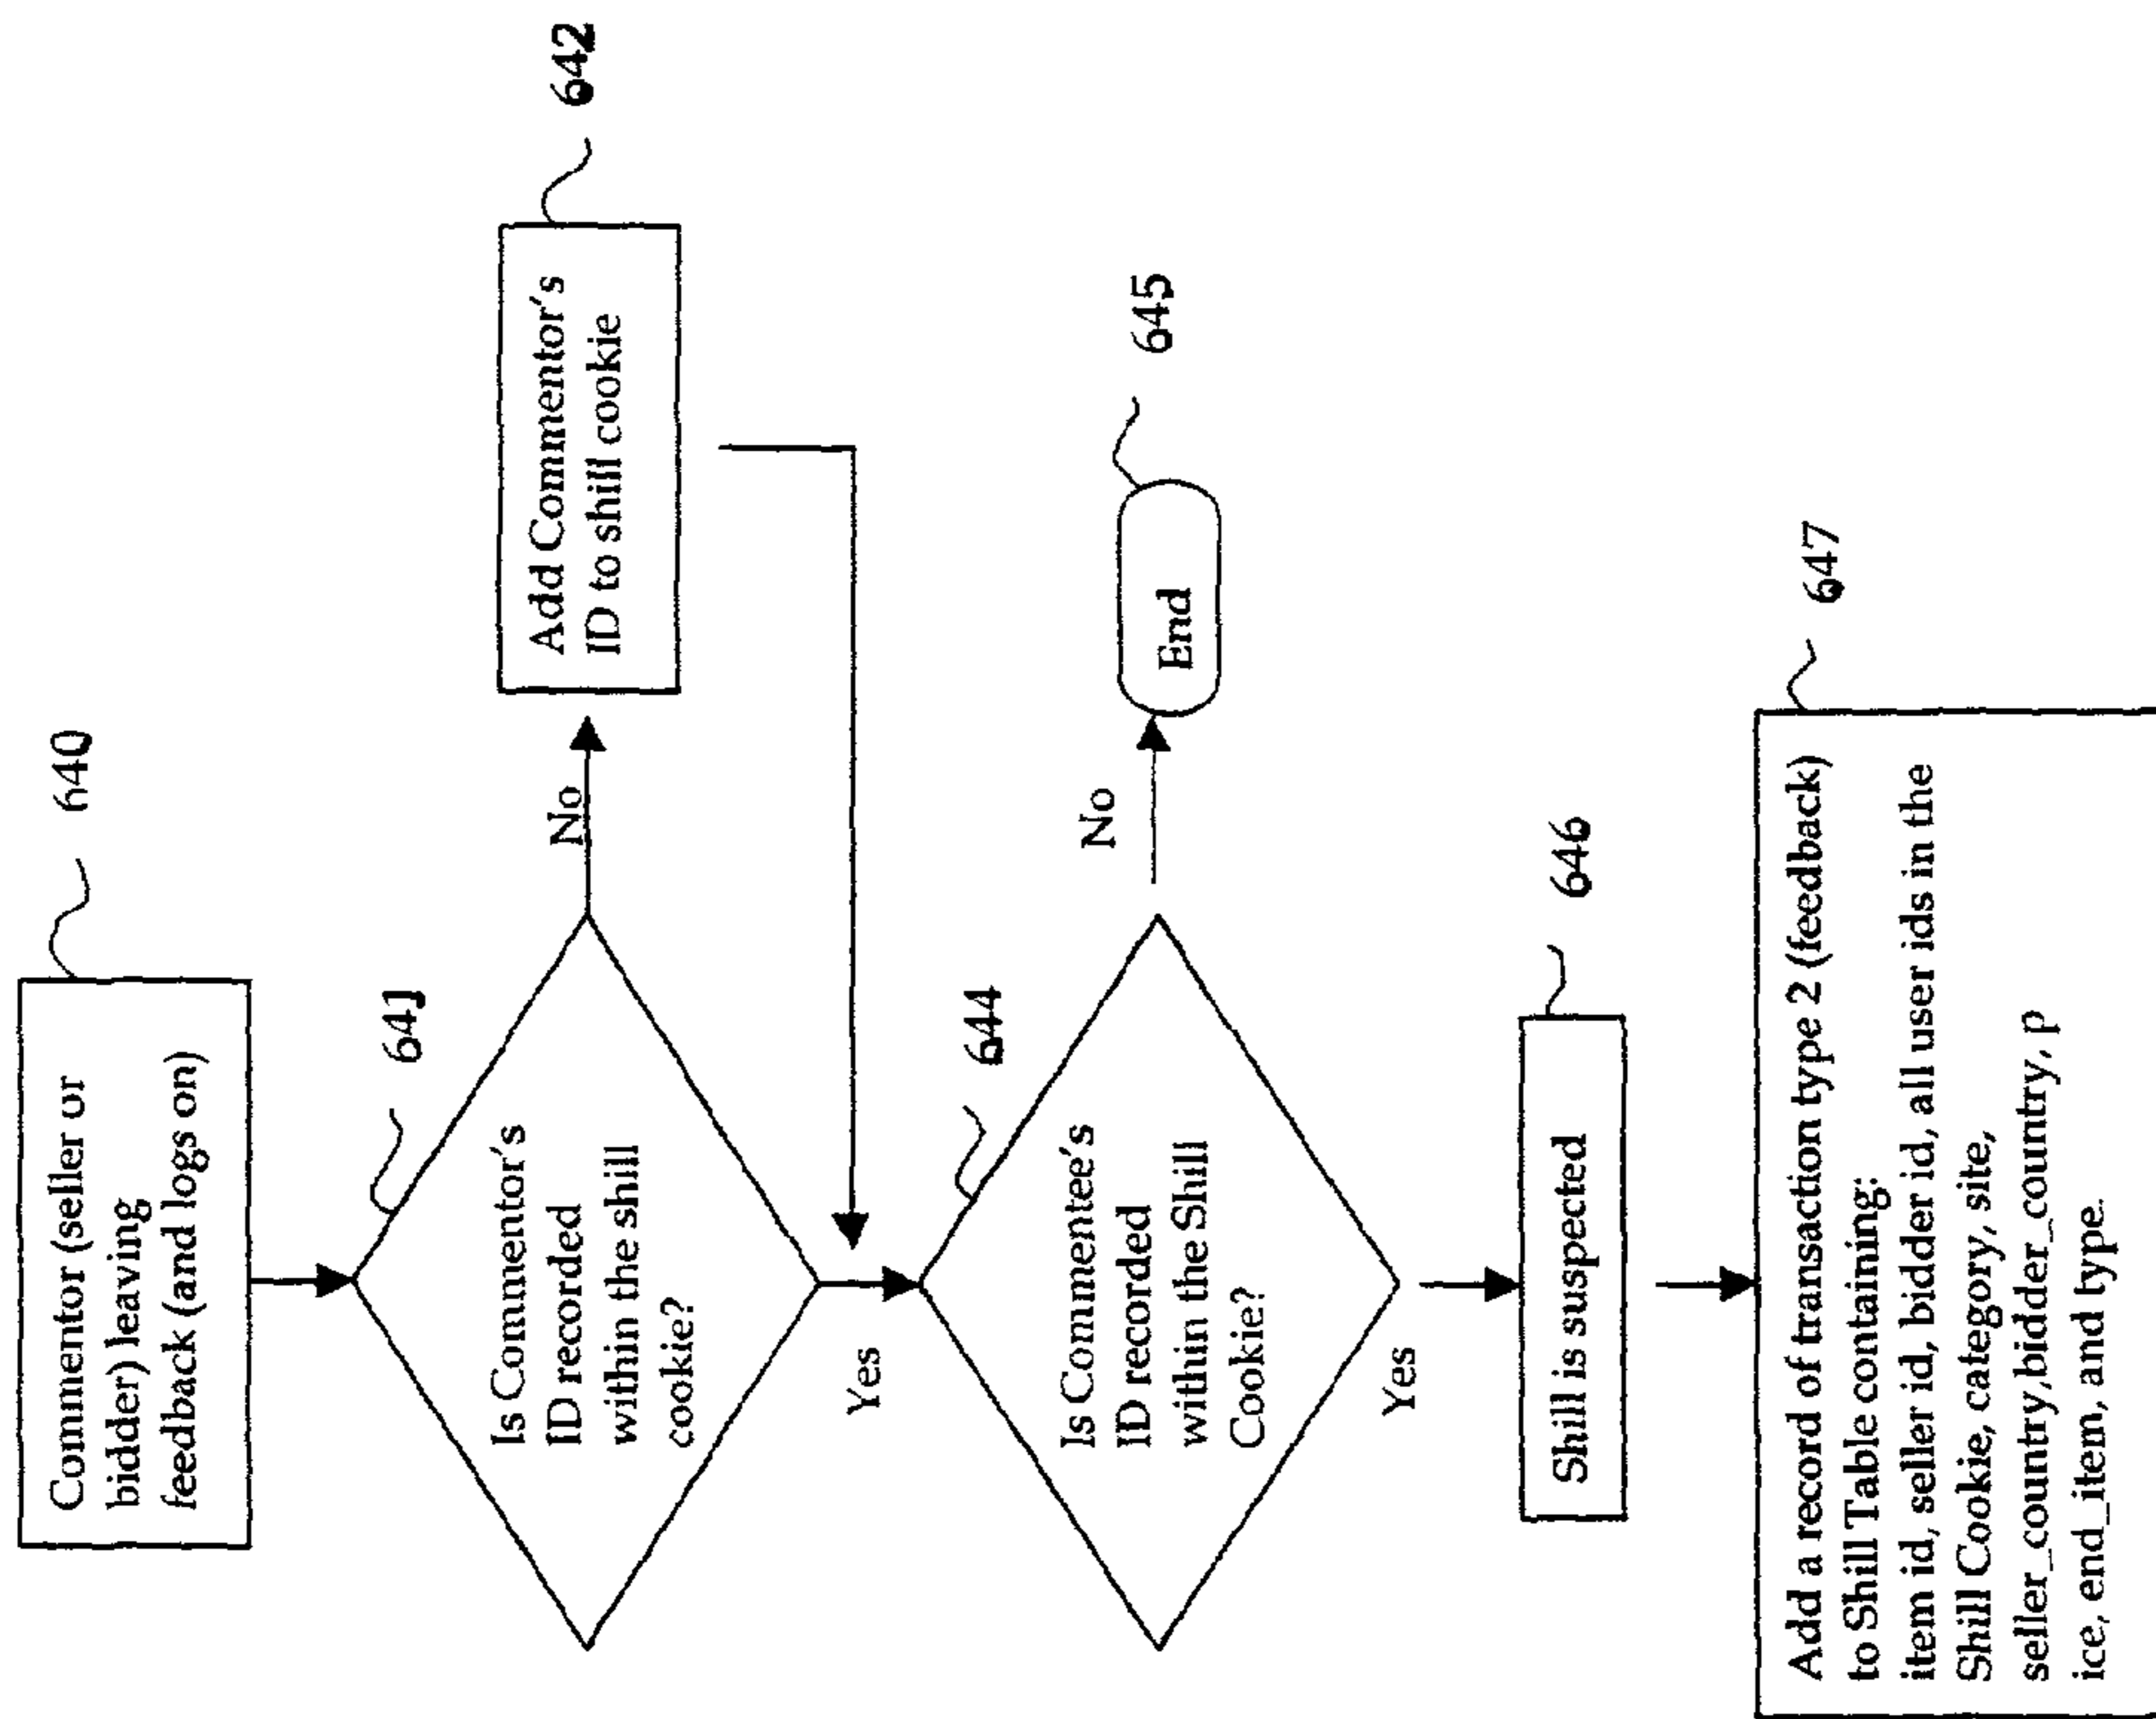 Commentor (seller or
bidder) leaving
feedback (and logs on)
640
641
Is Commentor's
ID recorded
within the shill
cookie?
No
Add Commentor's
ID to shill cookie
642
Yes
644
Is Commentee's
ID recorded
within the Shill
Cookie?
No
End
645
Yes
Shill is suspected
646
Add a record of transaction type 2 (feedback)
to Shill Table containing:
item id, seller id, bidder id, all user ids in the
Shill Cookie, category, site,
seller_country,bidder_country, p
ice, end_item, and type.
647